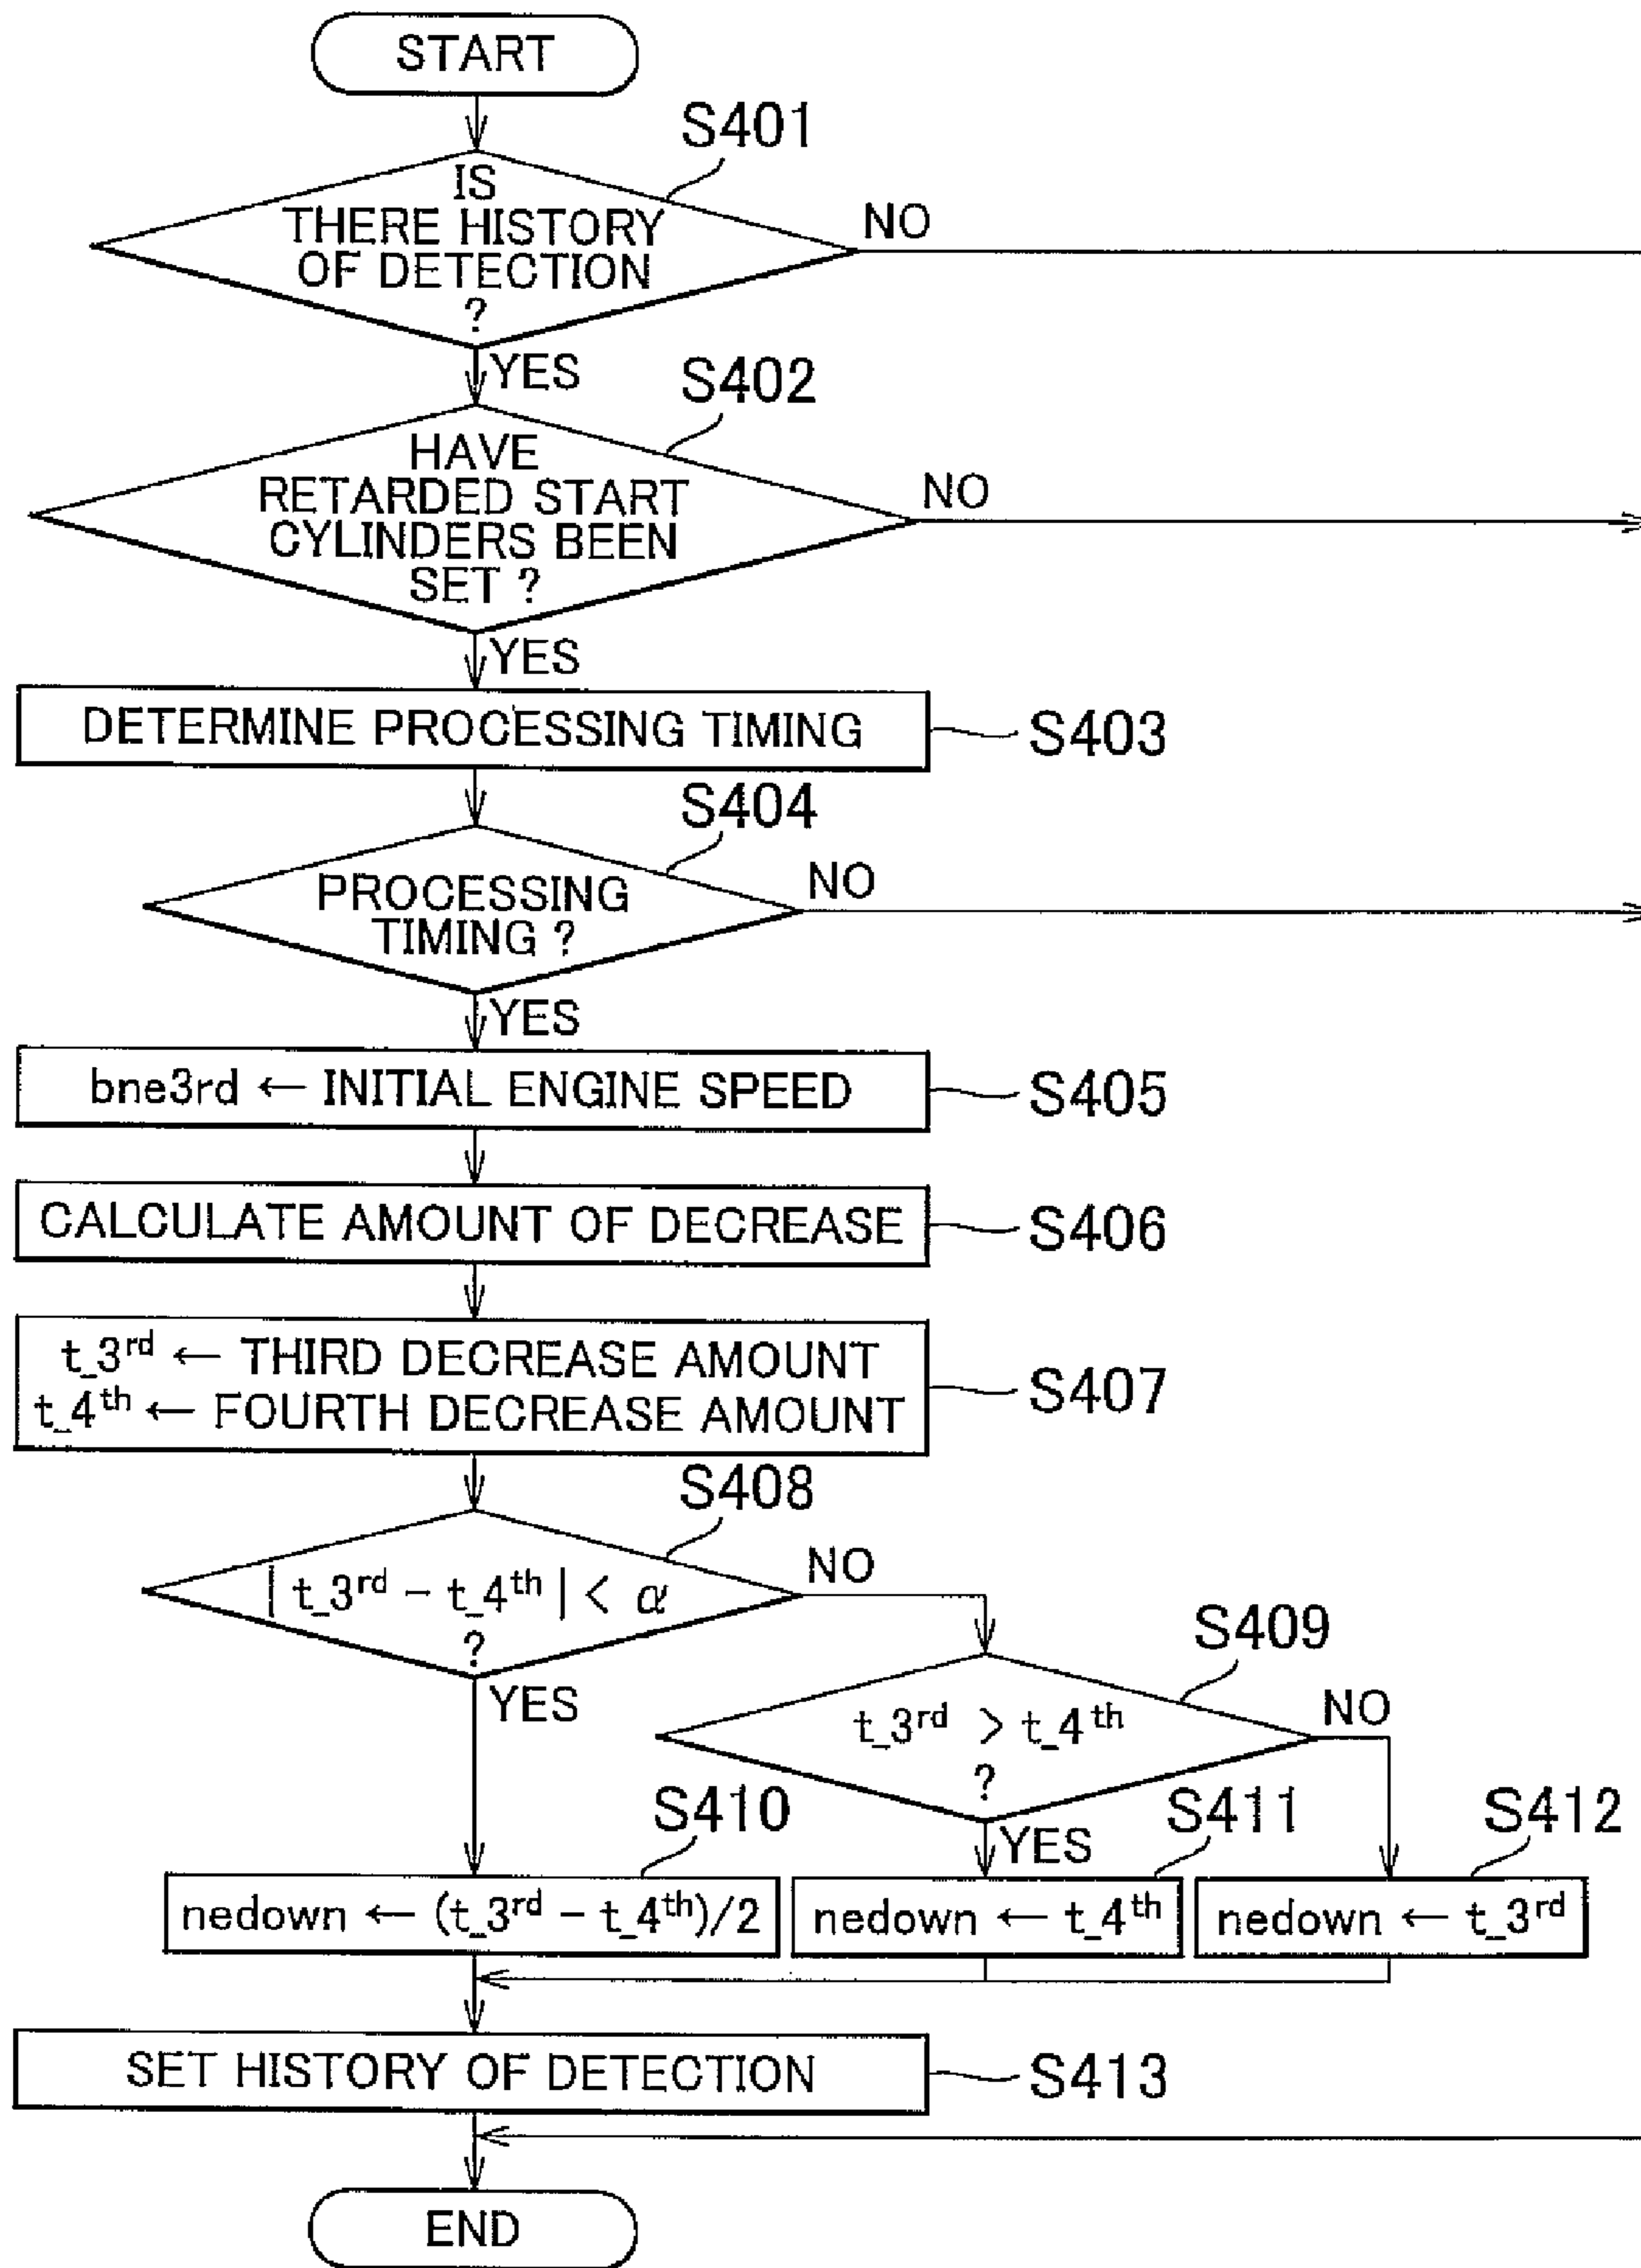 START
S401
IS
THERE HISTORY
OF DETECTION
?
NO
YES
S402
HAVE
RETARDED START
CYLINDERS BEEN
SET ?
NO
YES
DETERMINE PROCESSING TIMING
S403
S404
PROCESSING
TIMING ?
NO
YES
bne3rd ← INITIAL ENGINE SPEED
S405
CALCULATE AMOUNT OF DECREASE
S406
t_3rd ← THIRD DECREASE AMOUNT
t_4th ← FOURTH DECREASE AMOUNT
S407
S408
| t_3rd − t_4th | < α
?
NO
YES
S409
t_3rd > t_4th
?
NO
YES
S410
nedown ← (t_3rd − t_4th)/2
S411
nedown ← t_4th
S412
nedown ← t_3rd
SET HISTORY OF DETECTION
S413
END